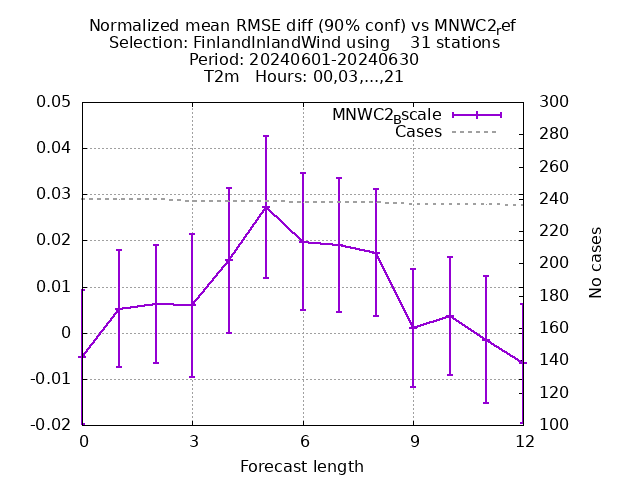 Normalized mean RMSE diff (90% conf) vs MNWC2ref
Selection: FinlandInlandWind using 31 stations
Period: 20240601-20240630
T2m Hours: 00,03,...,21
MNWC2Bscale
Cases
0.05
0.04
0.03
0.02
0.01
0
-0.01
-0.02
300
280
260
240
220
200
180
160
140
120
100
No cases
0 3 6 9 12
Forecast length